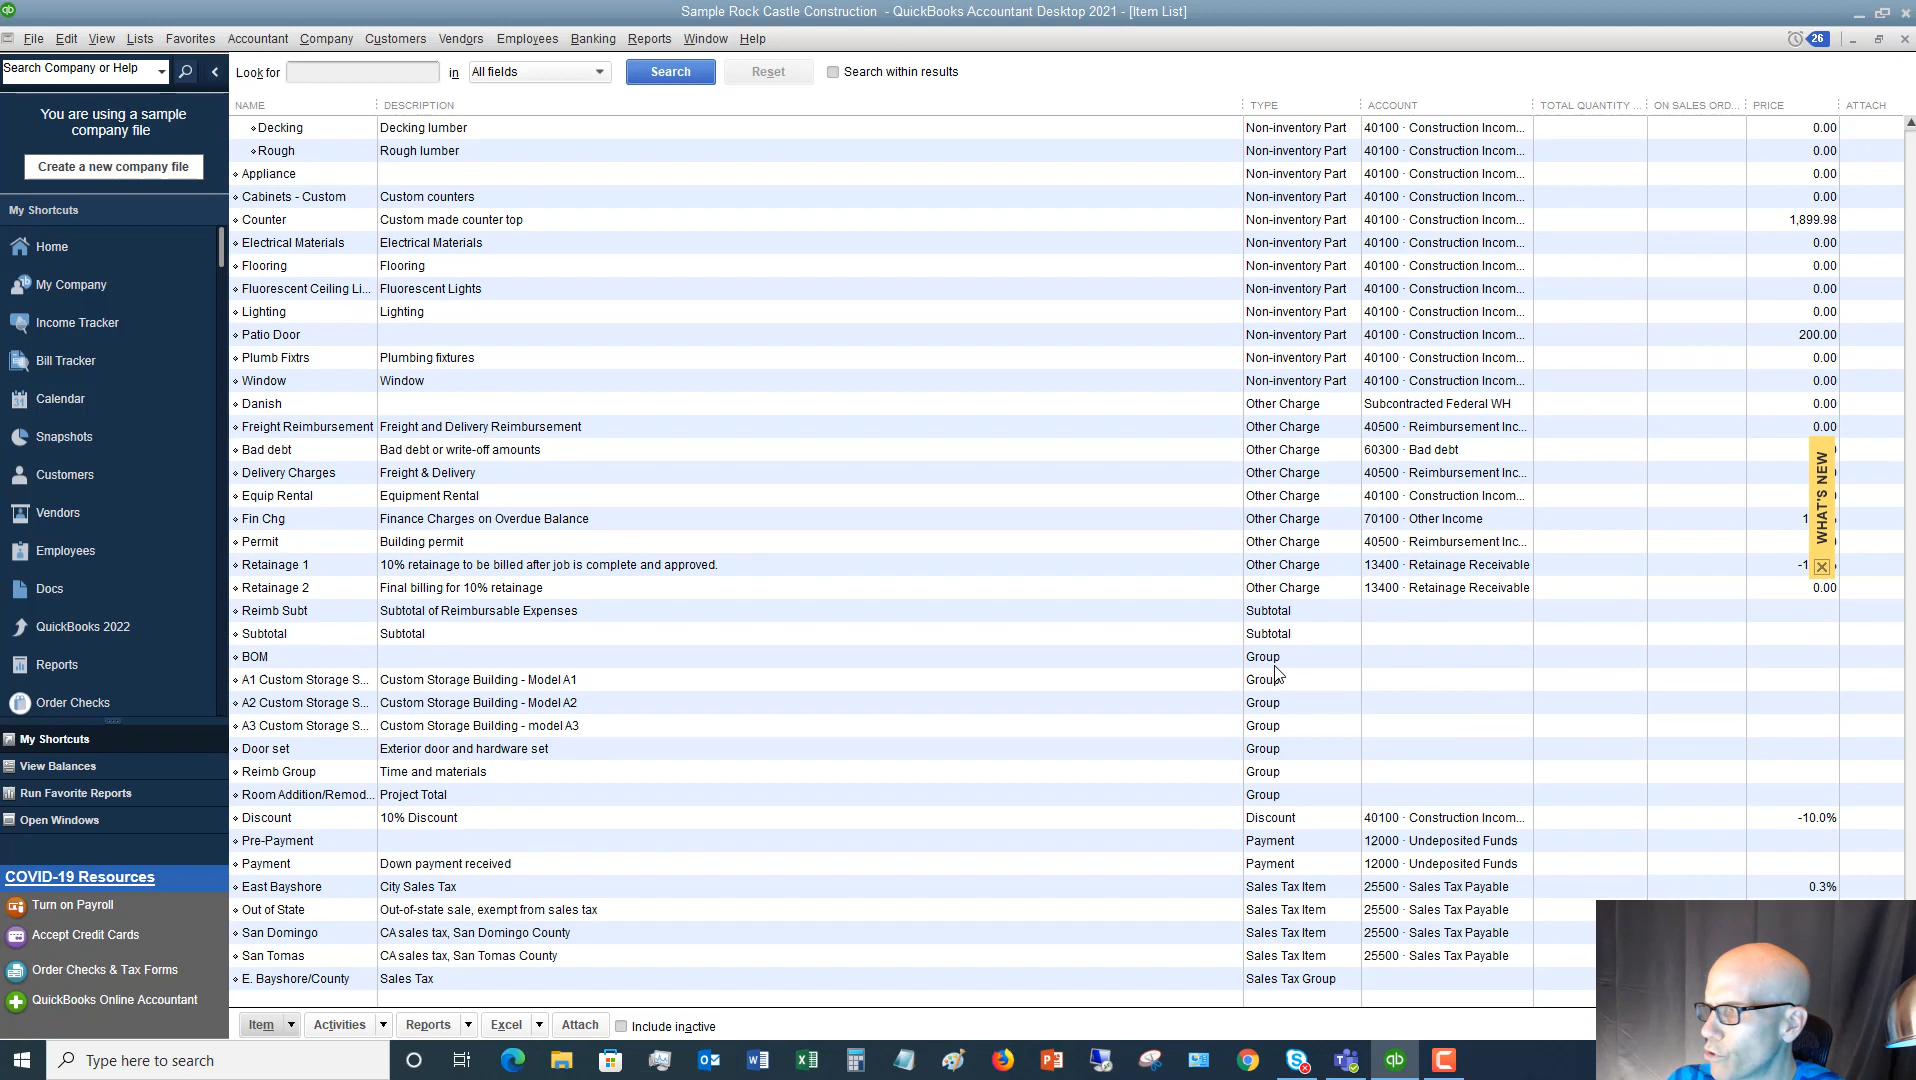 Sample Rock Castle Construction - QuickBooks Accountant Desktop 2021 - [Item List]
File Edit View Lists Favorites Accountant Company Customers Vendors Employees Banking Reports Window Help 26
Search Company or Help
Look for in All fields Search Reset Search within results
You are using a sample
company file
Create a new company file
My Shortcuts
Home
My Company
Income Tracker
Bill Tracker
Calendar
Snapshots
Customers
Vendors
Employees
Docs
QuickBooks 2022
Reports
Order Checks
My Shortcuts
View Balances
Run Favorite Reports
Open Windows
COVID-19 Resources
Turn on Payroll
Accept Credit Cards
Order Checks & Tax Forms
QuickBooks Online Accountant
NAME DESCRIPTION TYPE ACCOUNT TOTAL QUANTITY ... ON SALES ORD... PRICE ATTACH
Decking Decking lumber Non-inventory Part 40100 · Construction Incom... 0.00
Rough Rough lumber Non-inventory Part 40100 · Construction Incom... 0.00
Appliance Non-inventory Part 40100 · Construction Incom... 0.00
Cabinets - Custom Custom counters Non-inventory Part 40100 · Construction Incom... 0.00
Counter Custom made counter top Non-inventory Part 40100 · Construction Incom... 1,899.98
Electrical Materials Electrical Materials Non-inventory Part 40100 · Construction Incom... 0.00
Flooring Flooring Non-inventory Part 40100 · Construction Incom... 0.00
Fluorescent Ceiling Li... Fluorescent Lights Non-inventory Part 40100 · Construction Incom... 0.00
Lighting Lighting Non-inventory Part 40100 · Construction Incom... 0.00
Patio Door Non-inventory Part 40100 · Construction Incom... 200.00
Plumb Fixtrs Plumbing fixtures Non-inventory Part 40100 · Construction Incom... 0.00
Window Window Non-inventory Part 40100 · Construction Incom... 0.00
Danish Other Charge Subcontracted Federal WH 0.00
Freight Reimbursement Freight and Delivery Reimbursement Other Charge 40500 · Reimbursement Inc... 0.00
Bad debt Bad debt or write-off amounts Other Charge 60300 · Bad debt
Delivery Charges Freight & Delivery Other Charge 40500 · Reimbursement Inc...
Equip Rental Equipment Rental Other Charge 40100 · Construction Incom...
Fin Chg Finance Charges on Overdue Balance Other Charge 70100 · Other Income
Permit Building permit Other Charge 40500 · Reimbursement Inc...
Retainage 1 10% retainage to be billed after job is complete and approved. Other Charge 13400 · Retainage Receivable
Retainage 2 Final billing for 10% retainage Other Charge 13400 · Retainage Receivable 0.00
Reimb Subt Subtotal of Reimbursable Expenses Subtotal
Subtotal Subtotal Subtotal
BOM Group
A1 Custom Storage S... Custom Storage Building - Model A1 Group
A2 Custom Storage S... Custom Storage Building - Model A2 Group
A3 Custom Storage S... Custom Storage Building - model A3 Group
Door set Exterior door and hardware set Group
Reimb Group Time and materials Group
Room Addition/Remod... Project Total Group
Discount 10% Discount Discount 40100 · Construction Incom... -10.0%
Pre-Payment Payment 12000 · Undeposited Funds
Payment Down payment received Payment 12000 · Undeposited Funds
East Bayshore City Sales Tax Sales Tax Item 25500 · Sales Tax Payable 0.3%
Out of State Out-of-state sale, exempt from sales tax Sales Tax Item 25500 · Sales Tax Payable
San Domingo CA sales tax, San Domingo County Sales Tax Item 25500 · Sales Tax Payable
San Tomas CA sales tax, San Tomas County Sales Tax Item 25500 · Sales Tax Payable
E. Bayshore/County Sales Tax Sales Tax Group
WHAT'S NEW
Item Activities Reports Excel Attach Include inactive
Type here to search